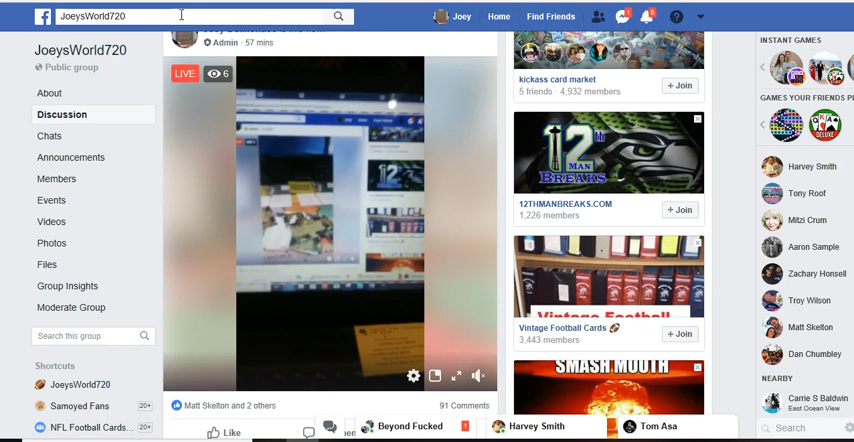 JoeysWorld720
Joey
Home
Find Friends
1
5
JoeysWorld720
Public group
About
Discussion
Chats
Announcements
Members
Events
Videos
Photos
Files
Group Insights
Moderate Group
Search this group
Shortcuts
JoeysWorld720
Samoyed Fans 20+
NFL Football Cards... 20+
Admin · 57 mins
LIVE 6
Matt Skelton and 2 others
91 Comments
Like
kickass card market
5 friends · 4,932 members
+ Join
12th
MAN
BREAKS
12THMANBREAKS.COM
1,226 members
+ Join
Vintage Football
Vintage Football Cards 🏈
3,443 members
+ Join
SMASH MOUTH
INSTANT GAMES
GAMES YOUR FRIENDS PL
DELUXE
Harvey Smith
Tony Roof
Mitzi Crum
Aaron Sample
Zachary Honsell
Troy Wilson
Matt Skelton
Dan Chumbley
NEARBY
Carrie S Baldwin
East Ocean View
Search
Beyond Fucked 1
Harvey Smith
Tom Asa